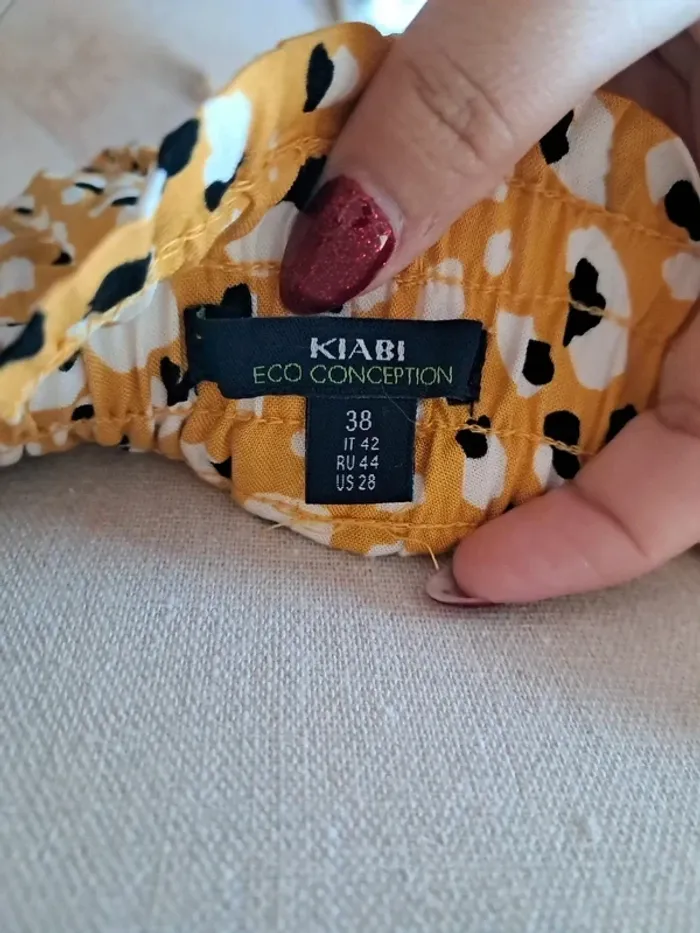 KIABI
ECO CONCEPTION
38
IT 42
RU 44
US 28